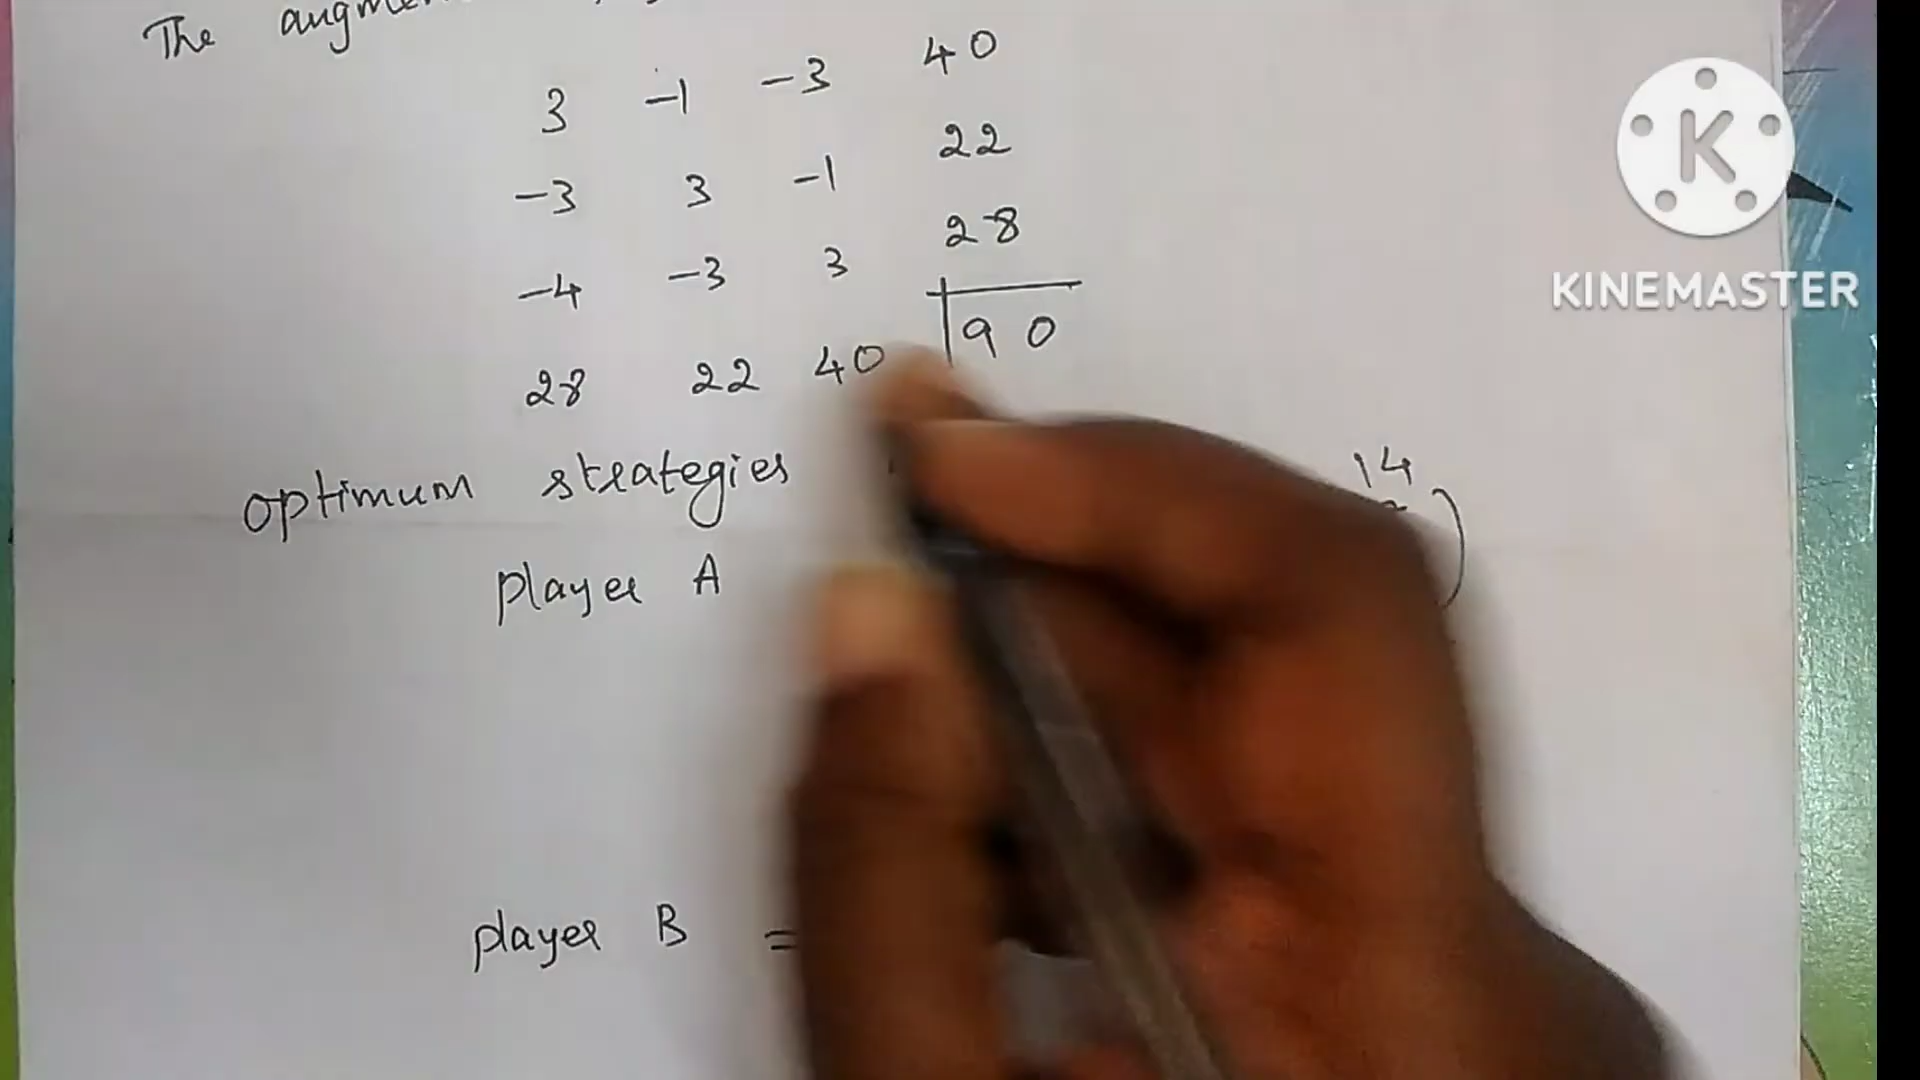 The
3 -1 -3 40
-3 3 -1 22
-4 -3 3 28
28 22 40 90
optimum strategies
14
player A
player B =
K
KINEMASTER